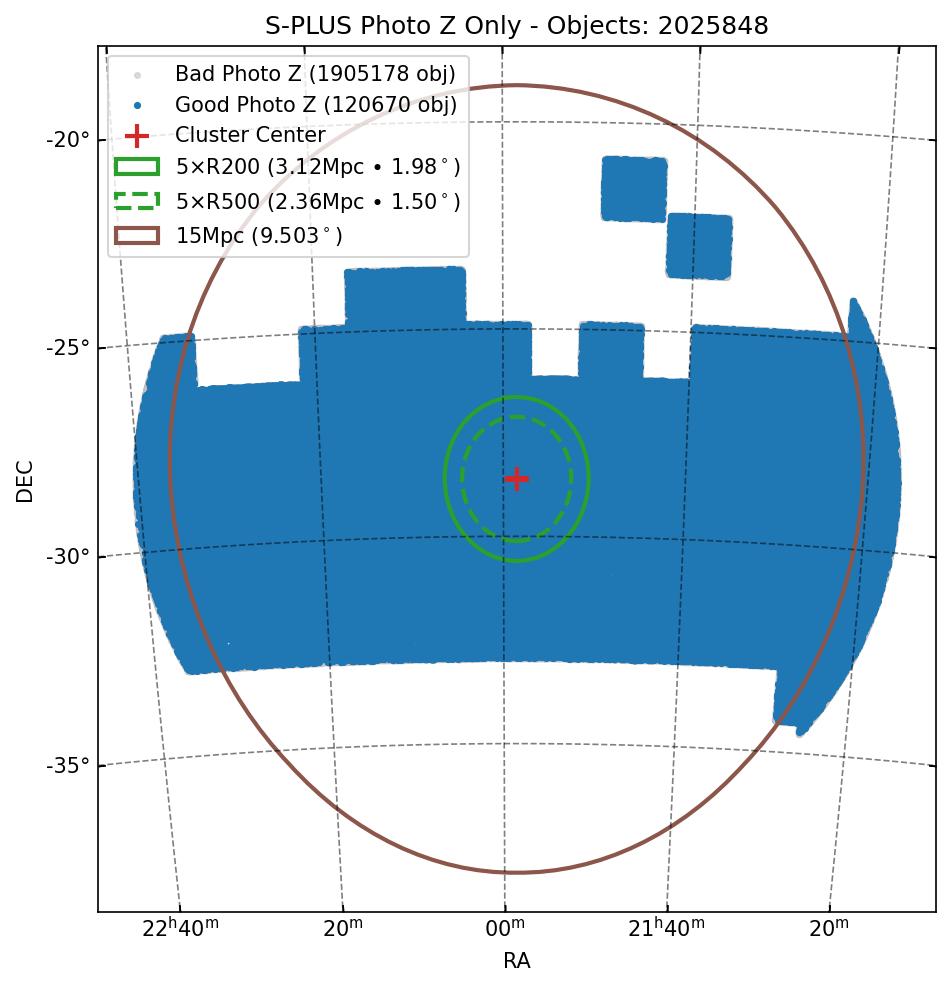 S-PLUS Photo Z Only - Objects: 2025848
Bad Photo Z (1905178 obj)
Good Photo Z (120670 obj)
Cluster Center
5×R200 (3.12Mpc • 1.98°)
5×R500 (2.36Mpc • 1.50°)
15Mpc (9.503°)
-20°
-25°
-30°
-35°
DEC
22ʰ40ᵐ
20ᵐ
00ᵐ
21ʰ40ᵐ
20ᵐ
RA